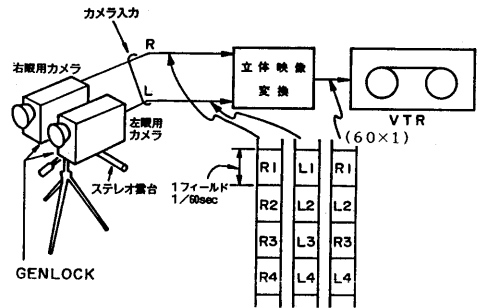 カメラ入力
R
右眼用カメラ
L
左眼用
カメラ
立体映像
変換
VTR
(60×1)
ステレオ雲台
1フィールド
1/60sec
GENLOCK
R1 L1 R1
R2 L2 L2
R3 L3 R3
R4 L4 L4